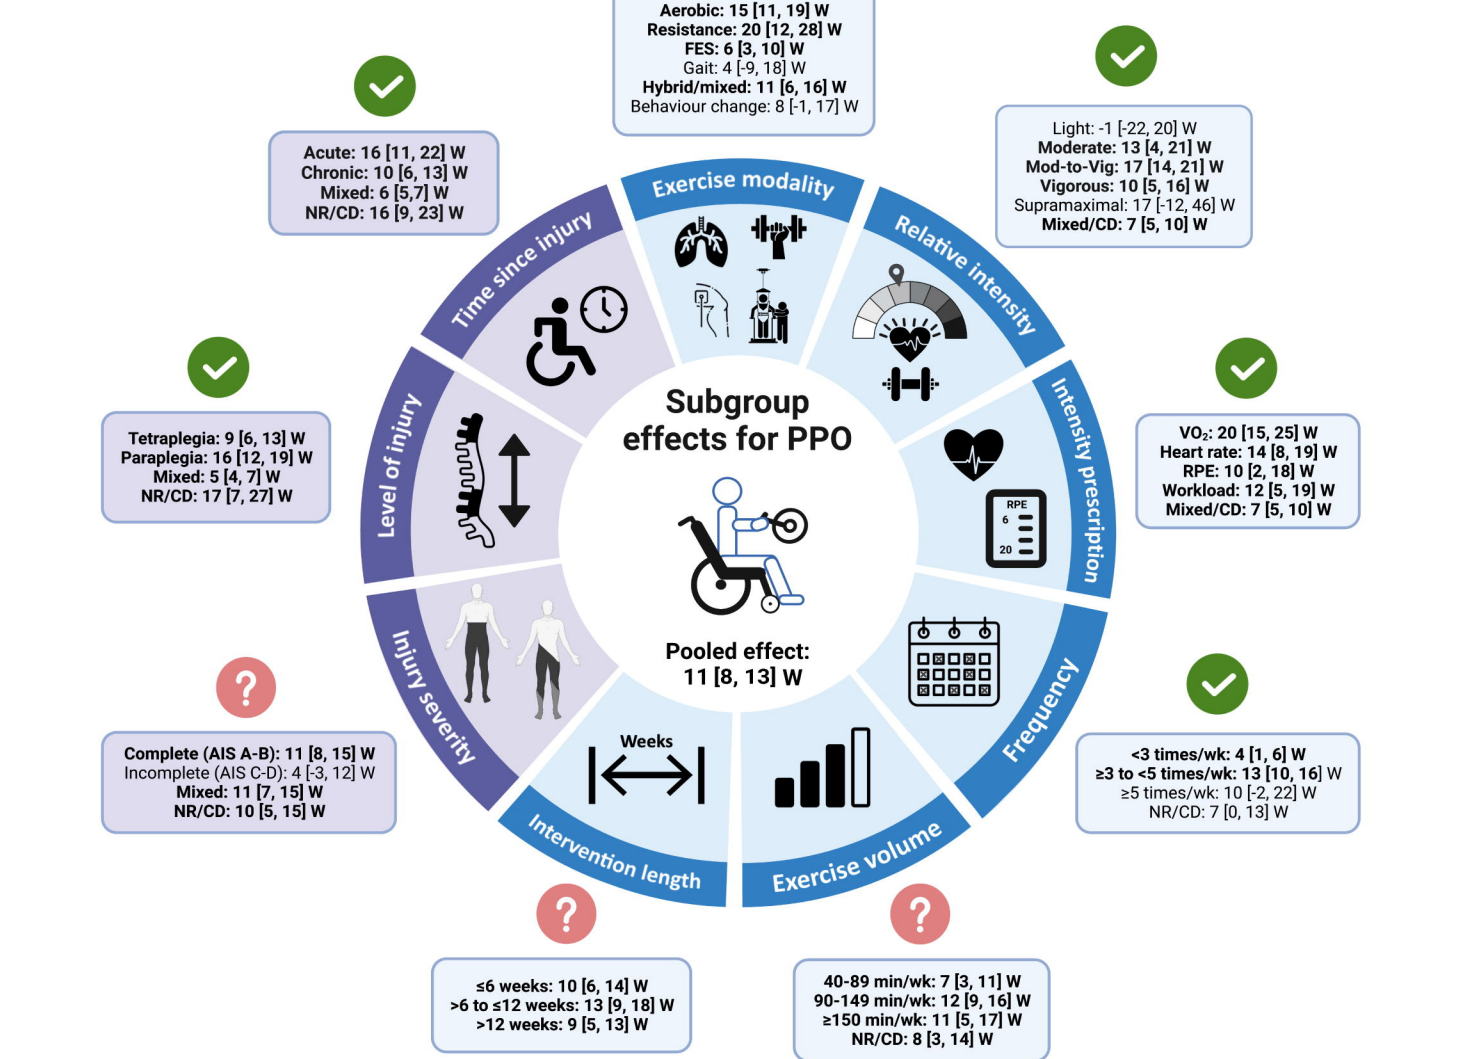 Aerobic: 15 [11, 19] W
Resistance: 20 [12, 28] W
FES: 6 [3, 10] W
Gait: 4 [-9, 18] W
Hybrid/mixed: 11 [6, 16] W
Behaviour change: 8 [-1, 17] W
Acute: 16 [11, 22] W
Chronic: 10 [6, 13] W
Mixed: 6 [5,7] W
NR/CD: 16 [9, 23] W
Light: -1 [-22, 20] W
Moderate: 13 [4, 21] W
Mod-to-Vig: 17 [14, 21] W
Vigorous: 10 [5, 16] W
Supramaximal: 17 [-12, 46] W
Mixed/CD: 7 [5, 10] W
Exercise modality
Time since injury
Relative intensity
Level of injury
Intensity prescription
Tetraplegia: 9 [6, 13] W
Paraplegia: 16 [12, 19] W
Mixed: 5 [4, 7] W
NR/CD: 17 [7, 27] W
Subgroup
effects for PPO
VO₂: 20 [15, 25] W
Heart rate: 14 [8, 19] W
RPE: 10 [2, 18] W
Workload: 12 [5, 19] W
Mixed/CD: 7 [5, 10] W
RPE
6
20
Pooled effect:
11 [8, 13] W
Injury severity
Frequency
Complete (AIS A-B): 11 [8, 15] W
Incomplete (AIS C-D): 4 [-3, 12] W
Mixed: 11 [7, 15] W
NR/CD: 10 [5, 15] W
Weeks
<3 times/wk: 4 [1, 6] W
≥3 to <5 times/wk: 13 [10, 16] W
≥5 times/wk: 10 [-2, 22] W
NR/CD: 7 [0, 13] W
Intervention length
Exercise volume
≤6 weeks: 10 [6, 14] W
>6 to ≤12 weeks: 13 [9, 18] W
>12 weeks: 9 [5, 13] W
40-89 min/wk: 7 [3, 11] W
90-149 min/wk: 12 [9, 16] W
≥150 min/wk: 11 [5, 17] W
NR/CD: 8 [3, 14] W